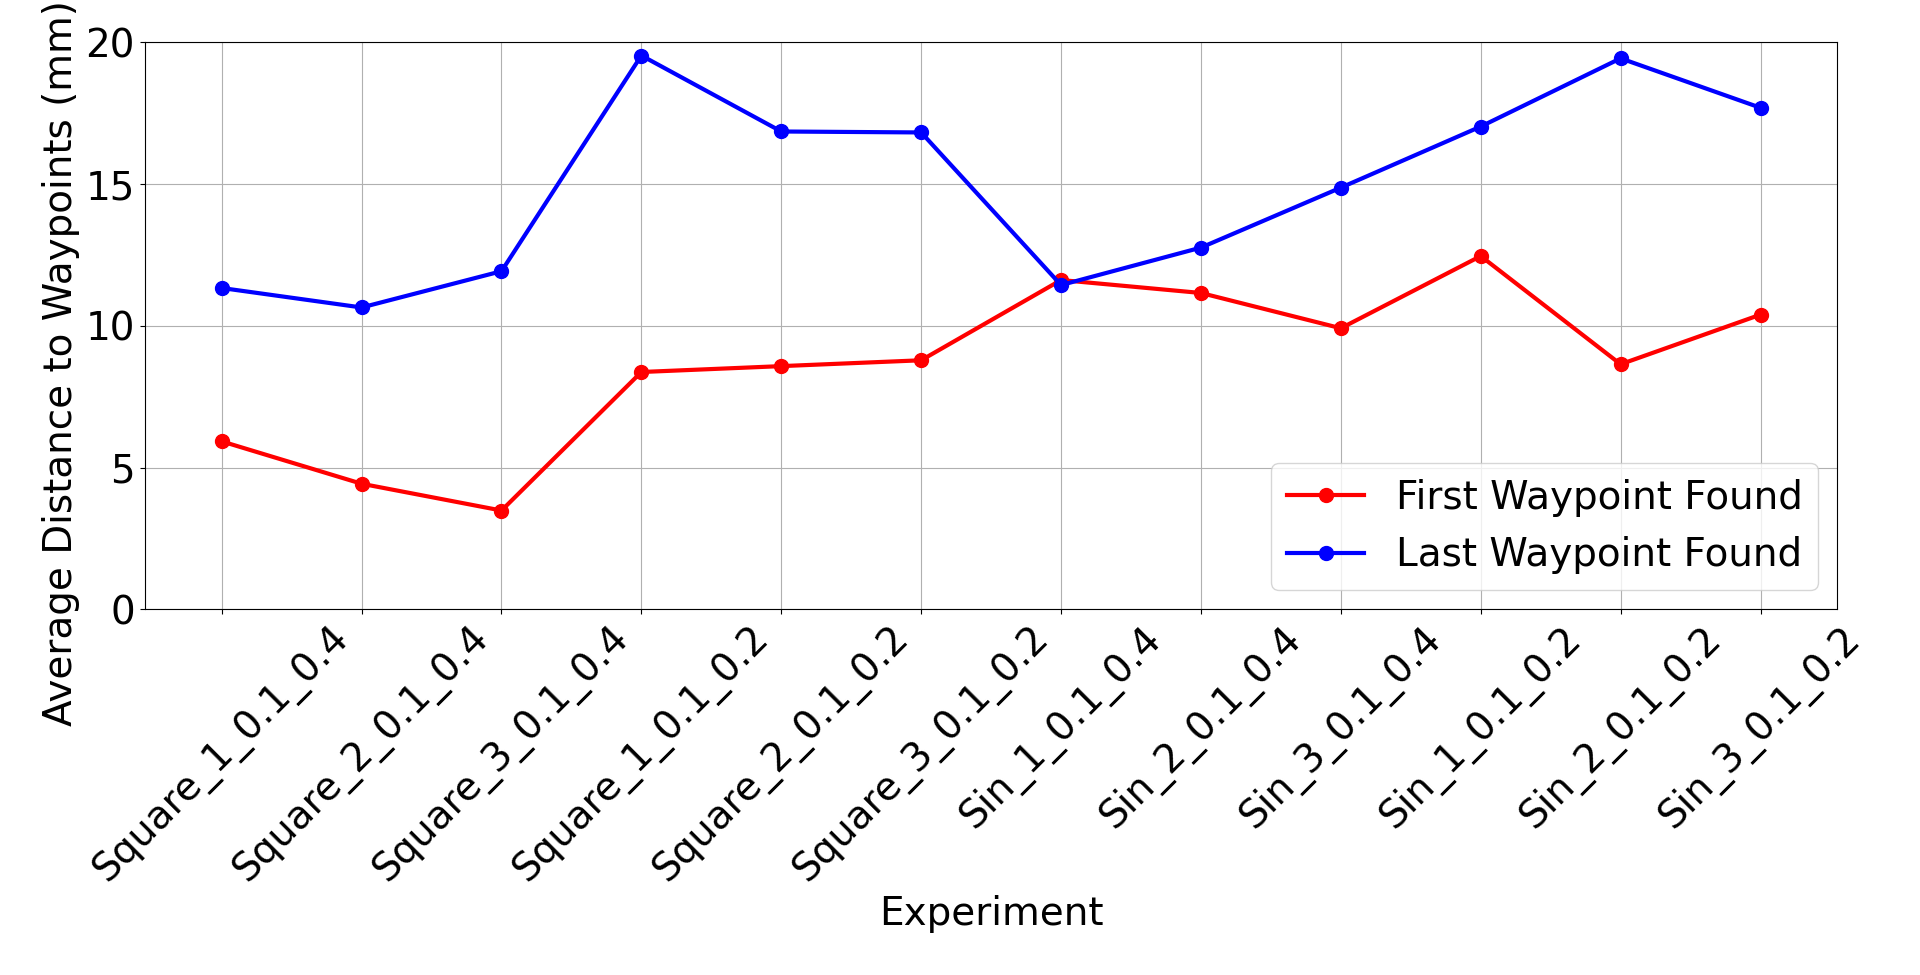 Average Distance to Waypoints (mm)
20
15
10
5
0
First Waypoint Found
Last Waypoint Found
Square_1_0.1_0.4
Square_2_0.1_0.4
Square_3_0.1_0.4
Square_1_0.1_0.2
Square_2_0.1_0.2
Square_3_0.1_0.2
Sin_1_0.1_0.4
Sin_2_0.1_0.4
Sin_3_0.1_0.4
Sin_1_0.1_0.2
Sin_2_0.1_0.2
Sin_3_0.1_0.2
Experiment